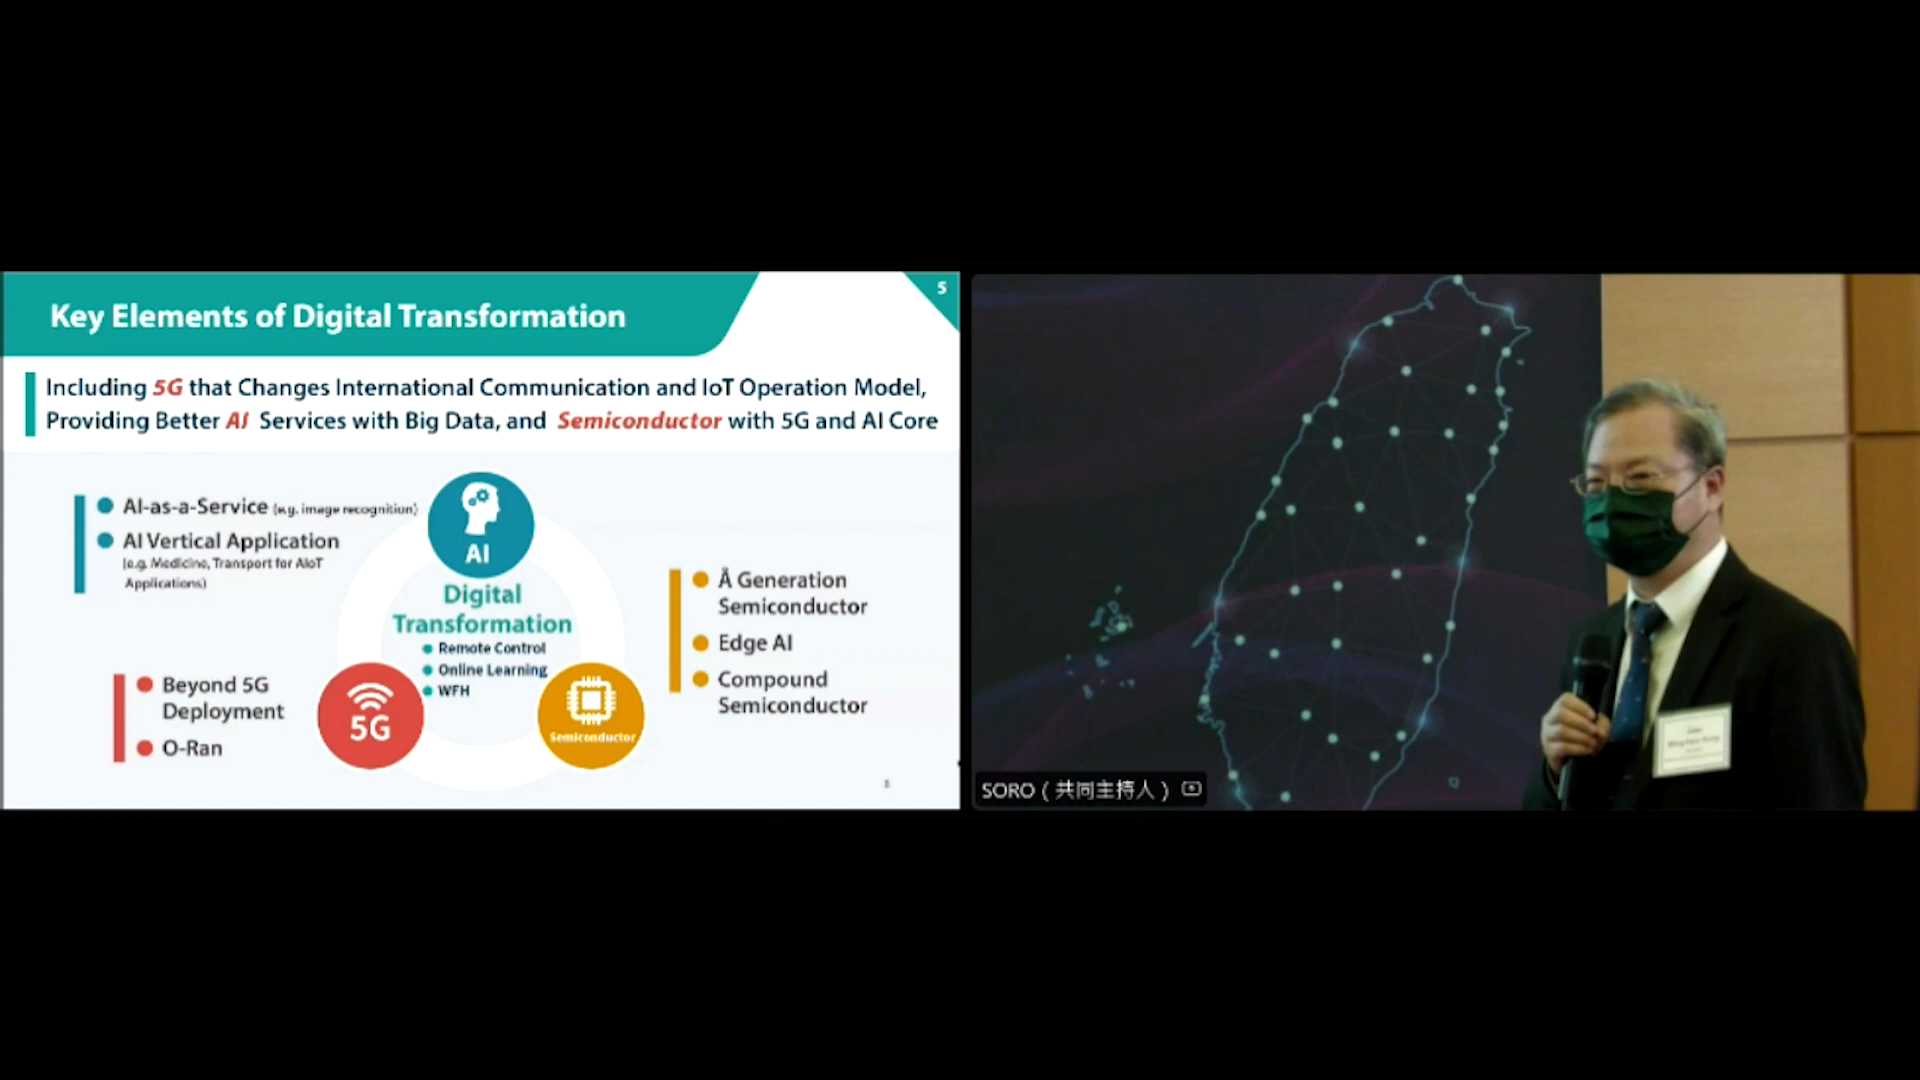 Key Elements of Digital Transformation
5
Including 5G that Changes International Communication and IoT Operation Model,
Providing Better AI Services with Big Data, and Semiconductor with 5G and AI Core
AI-as-a-Service (e.g. image recognition)
AI Vertical Application
(e.g. Medicine, Transport for AIoT
Applications)
AI
Digital
Transformation
Remote Control
Online Learning
WFH
Å Generation
Semiconductor
Edge AI
Compound
Semiconductor
Beyond 5G
Deployment
O-Ran
5G
Semiconductor
SORO ( 共同主持人 )